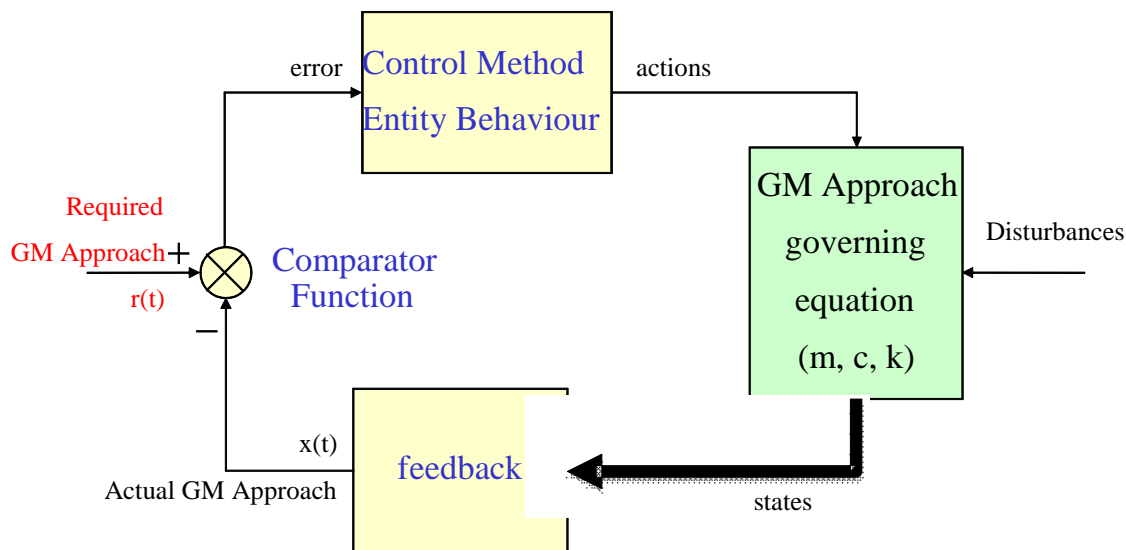 error
Control Method
Entity Behaviour
actions
GM Approach
governing
equation
(m, c, k)
Disturbances
Required
GM Approach +
r(t)
Comparator
Function
−
x(t)
Actual GM Approach
feedback
states